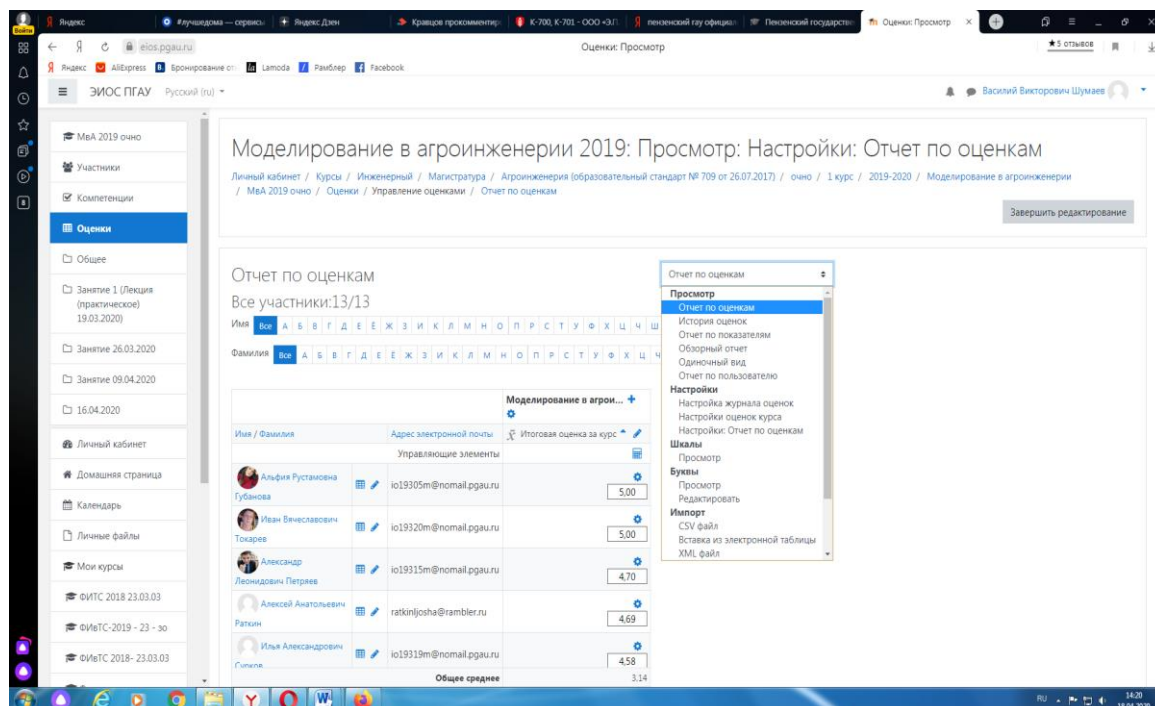 Яндекс
#лучшедома — сервисы
Яндекс Дзен
Кравцов прокомментиро
К-700, К-701 - ООО «З.П.
пензенский гау официал
Пензенский государстве
Оценки: Просмотр
Войти
eios.pgau.ru
Оценки: Просмотр
★5 отзывов
Яндекс
AliExpress
Бронирование от
Lamoda
Рамблер
Facebook
ЭИОС ПГАУ
Русский (ru)
Василий Викторович Шумаев
МвА 2019 очно
Участники
Компетенции
Оценки
Общее
Занятие 1 (Лекция
(практическое)
19.03.2020)
Занятие 26.03.2020
Занятие 09.04.2020
16.04.2020
Личный кабинет
Домашняя страница
Календарь
Личные файлы
Мои курсы
ФИТС 2018 23.03.03
ФИвТС-2019 - 23 - зо
ФИвТС 2018- 23.03.03
Моделирование в агроинженерии 2019: Просмотр: Настройки: Отчет по оценкам
Личный кабинет / Курсы / Инженерный / Магистратура / Агроинженерия (образовательный стандарт № 709 от 26.07.2017) / очно / 1 курс / 2019-2020 / Моделирование в агроинженерии
/ МвА 2019 очно / Оценки / Управление оценками / Отчет по оценкам
Завершить редактирование
Отчет по оценкам
Все участники:13/13
Имя Все А Б В Г Д Е Ё Ж З И К Л М Н О П Р С Т У Ф Х Ц Ч Ш
Фамилия Все А Б В Г Д Е Ё Ж З И К Л М Н О П Р С Т У Ф Х Ц Ч
Моделирование в агрои...
Имя / Фамилия
Адрес электронной почты
Итоговая оценка за курс
Управляющие элементы
Альфия Рустамовна
Губанова
io19305m@nomail.pgau.ru
5,00
Иван Вячеславович
Токарев
io19320m@nomail.pgau.ru
5,00
Александр
Леонидович Петряев
io19315m@nomail.pgau.ru
4,70
Алексей Анатольевич
Раткин
ratkinljosha@rambler.ru
4,69
Илья Александрович
io19319m@nomail.pgau.ru
4,58
Общее среднее
3,14
Отчет по оценкам
Просмотр
Отчет по оценкам
История оценок
Отчет по показателям
Обзорный отчет
Одиночный вид
Отчет по пользователю
Настройки
Настройка журнала оценок
Настройки оценок курса
Настройки: Отчет по оценкам
Шкалы
Просмотр
Буквы
Просмотр
Редактировать
Импорт
CSV файл
Вставка из электронной таблицы
XML файл
RU
14:20
18.04.2020